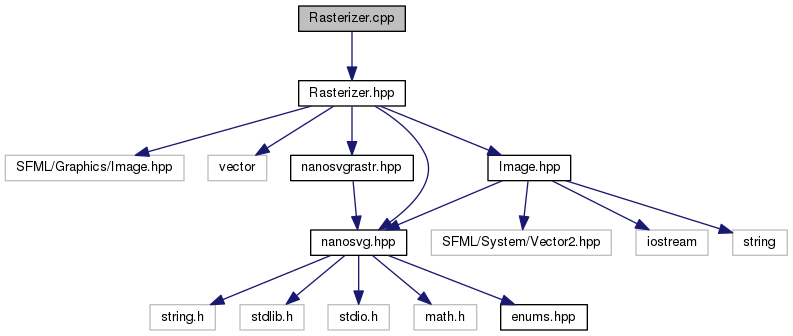 Rasterizer.cpp
Rasterizer.hpp
SFML/Graphics/Image.hpp
vector
nanosvgrastr.hpp
Image.hpp
nanosvg.hpp
SFML/System/Vector2.hpp
iostream
string
string.h
stdlib.h
stdio.h
math.h
enums.hpp